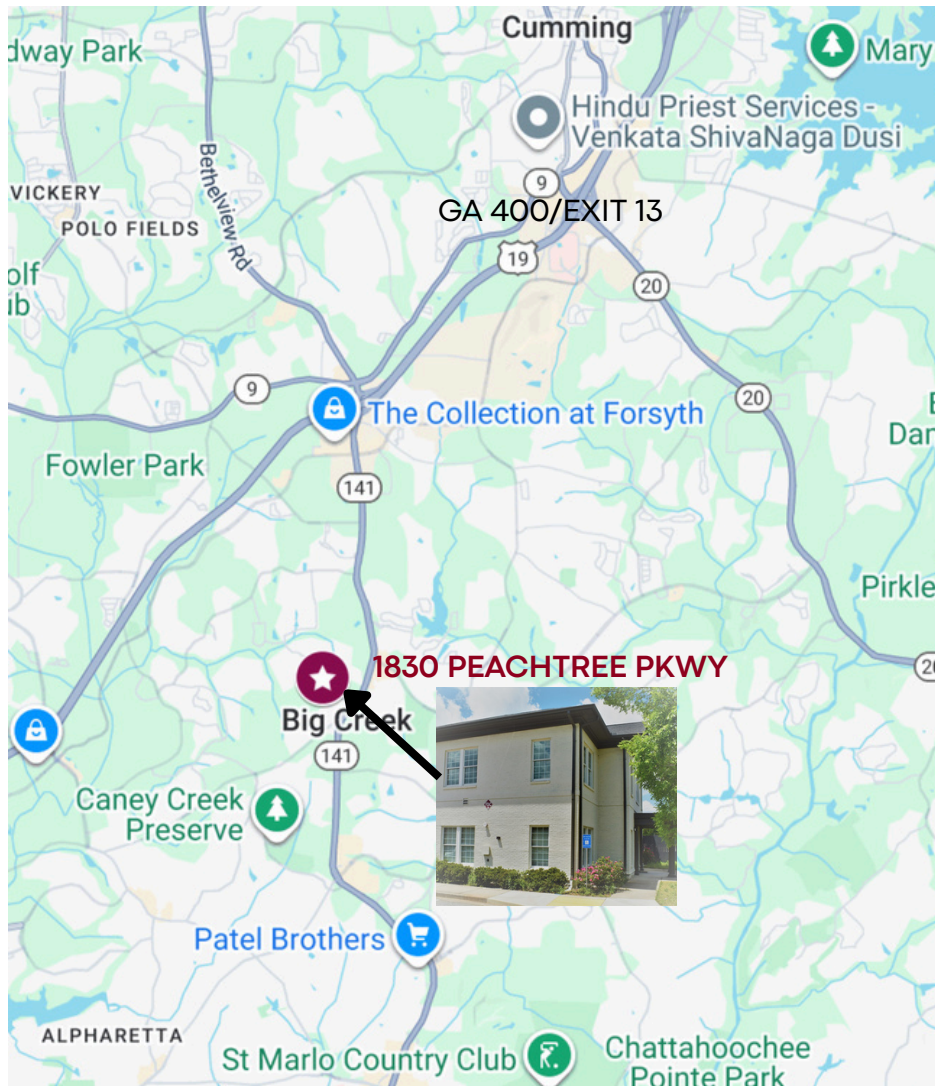 Cumming
dway Park
Mary
Hindu Priest Services -
Venkata ShivaNaga Dusi
Bethelview Rd
9
VICKERY
GA 400/EXIT 13
POLO FIELDS
19
olf
ub
20
9
20
The Collection at Forsyth
Dan
Fowler Park
141
Pirkle
1830 PEACHTREE PKWY
20
Big Creek
141
Caney Creek
Preserve
Patel Brothers
ALPHARETTA
St Marlo Country Club
Chattahoochee
Pointe Park